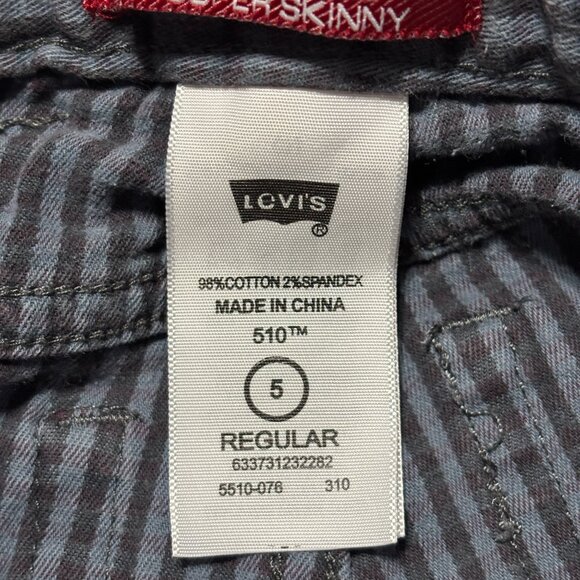 SKINNY
LEVI'S
®
98%COTTON 2%SPANDEX
MADE IN CHINA
510™
5
REGULAR
633731232282
5510-076 310